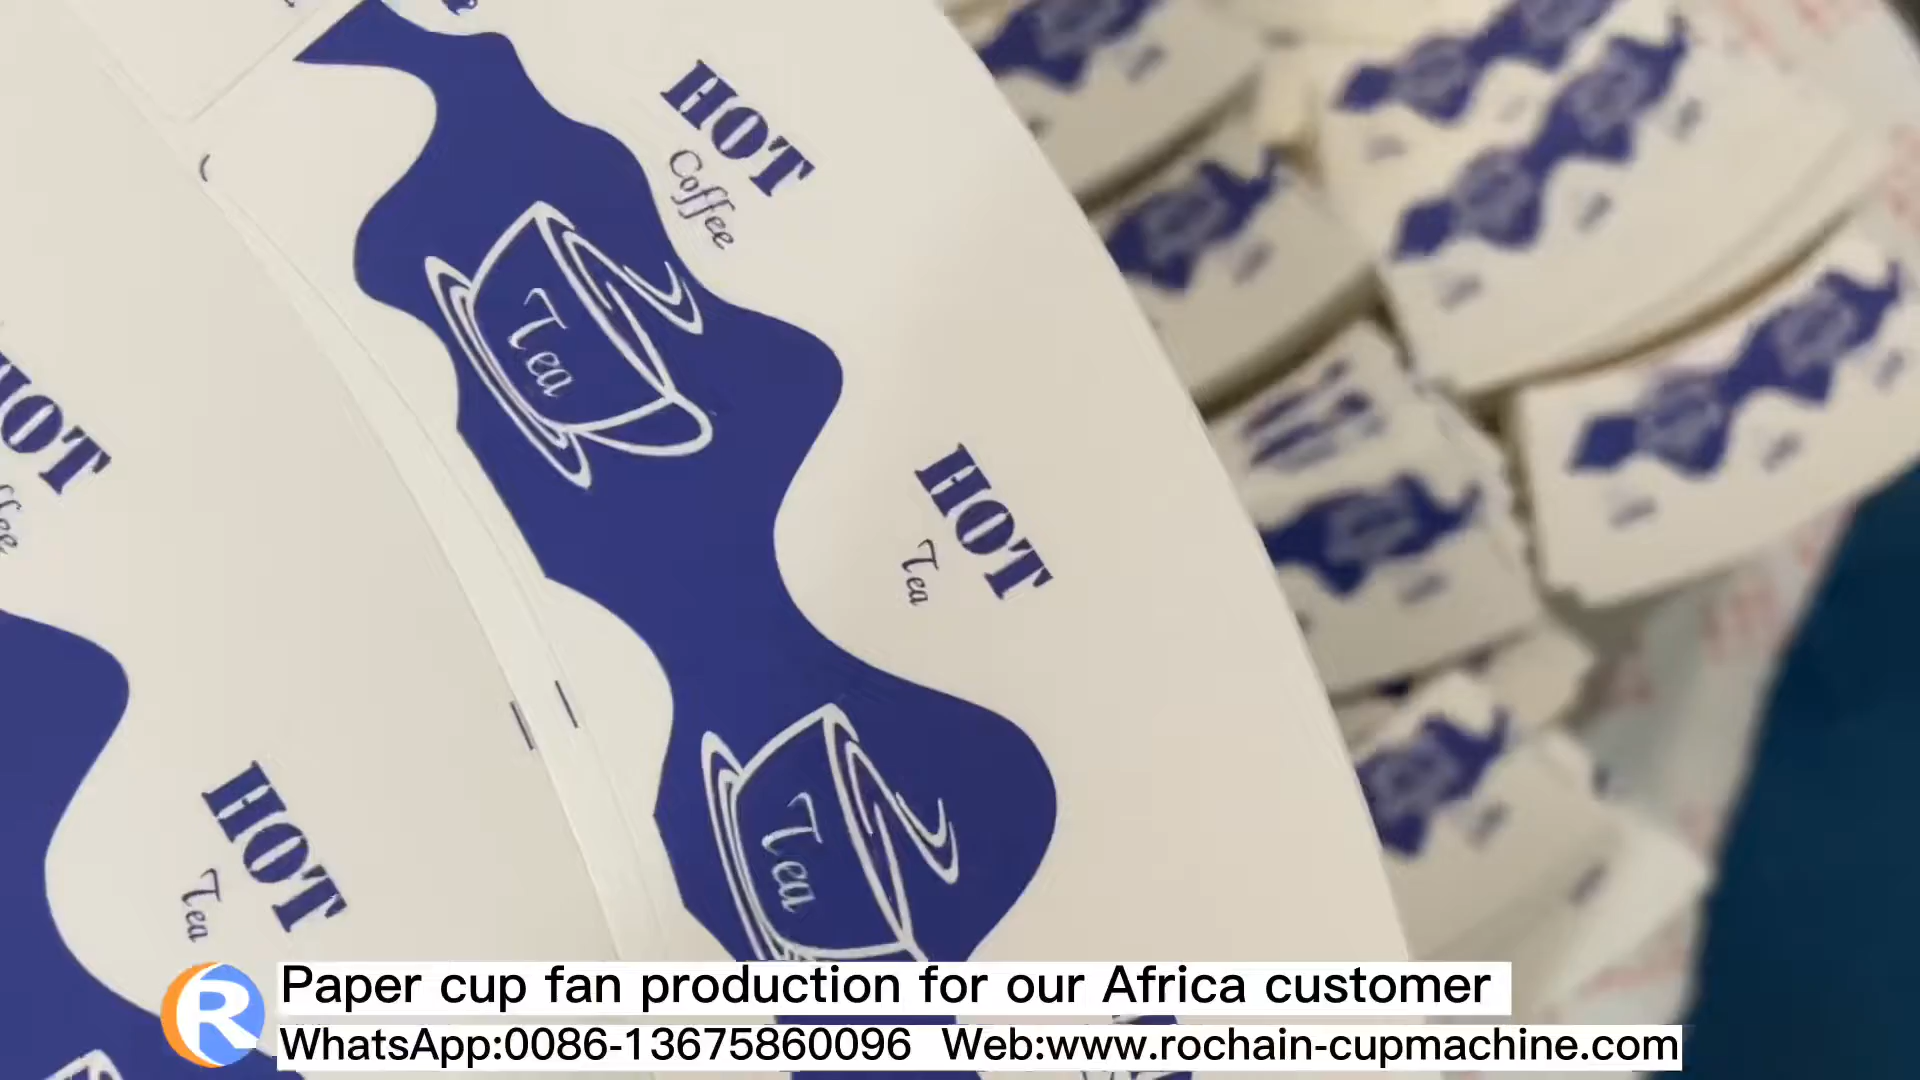 HOT
Coffee
Tea
HOT
Tea
HOT
Tea
HOT
Tea
R
Paper cup fan production for our Africa customer
WhatsApp:0086-13675860096 Web:www.rochain-cupmachine.com